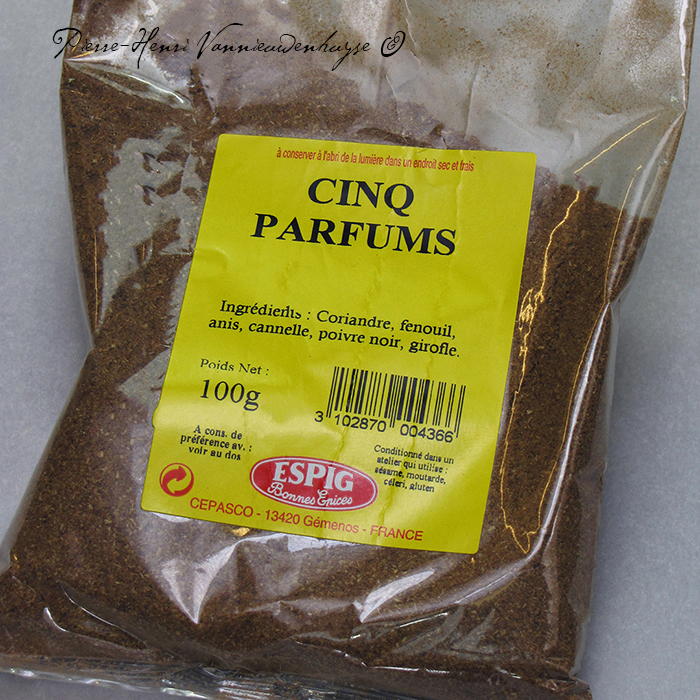 Pierre-Henri Vannieuwenhuyse ©
à conserver à l'abri de la lumière dans un endroit sec et frais
CINQ
PARFUMS
Ingrédients : Coriandre, fenouil,
anis, cannelle, poivre noir, girofle.
Poids Net :
100g
3 102870 004366
A cons. de
préférence av. :
voir au dos
Conditionné dans un
atelier qui utilise :
sésame, moutarde,
céleri, gluten
ESPIG
Bonnes Epices
CEPASCO - 13420 Gémenos - FRANCE